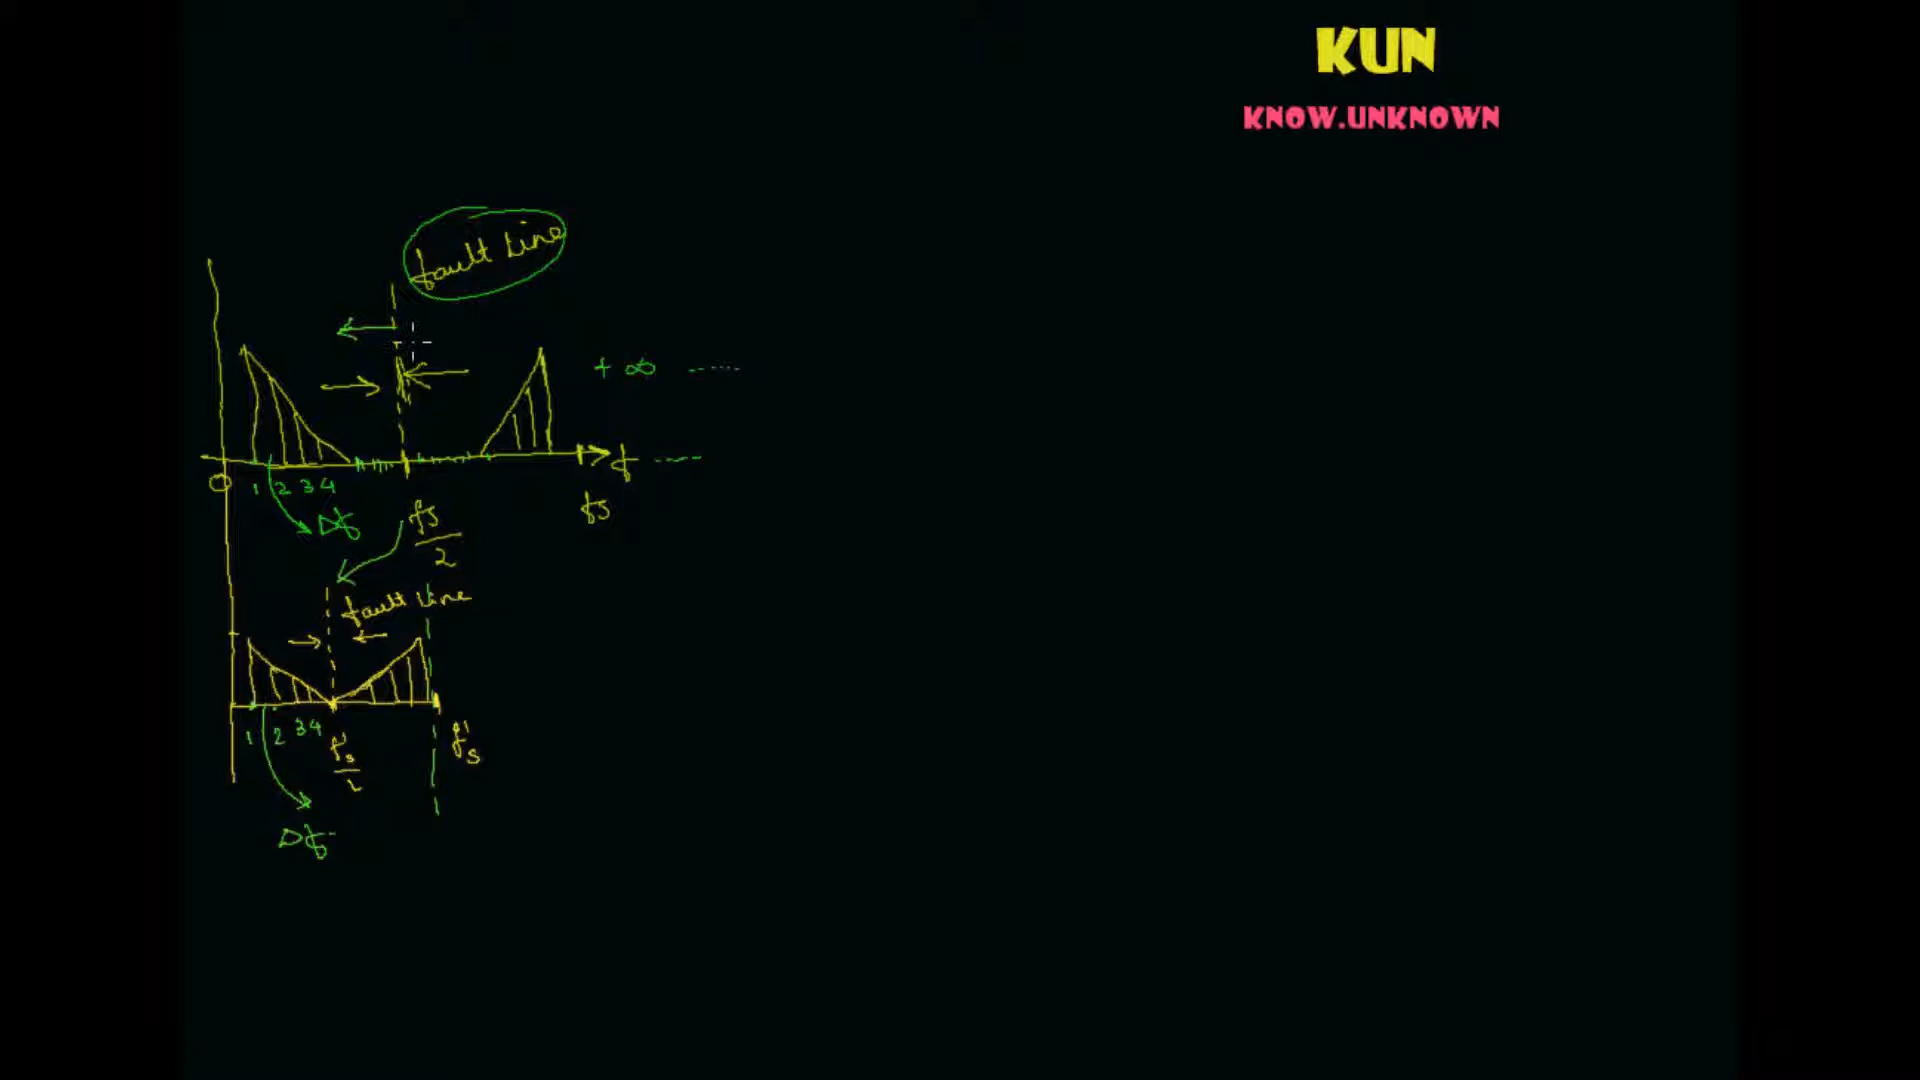 KUN
KNOW.UNKNOWN
fault Line
+ ∞ ......
f ----
0
1 2 3 4
Δf
fs/2
fs
fault Line
1 2 3 4
f's/2
f's
Δf